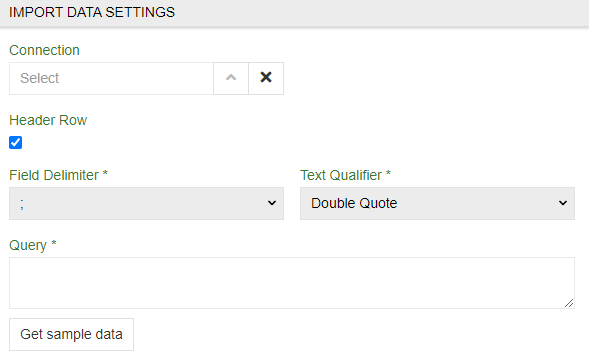 IMPORT DATA SETTINGS
Connection
Select
Header Row
Field Delimiter * Text Qualifier *
; Double Quote
Query *
Get sample data